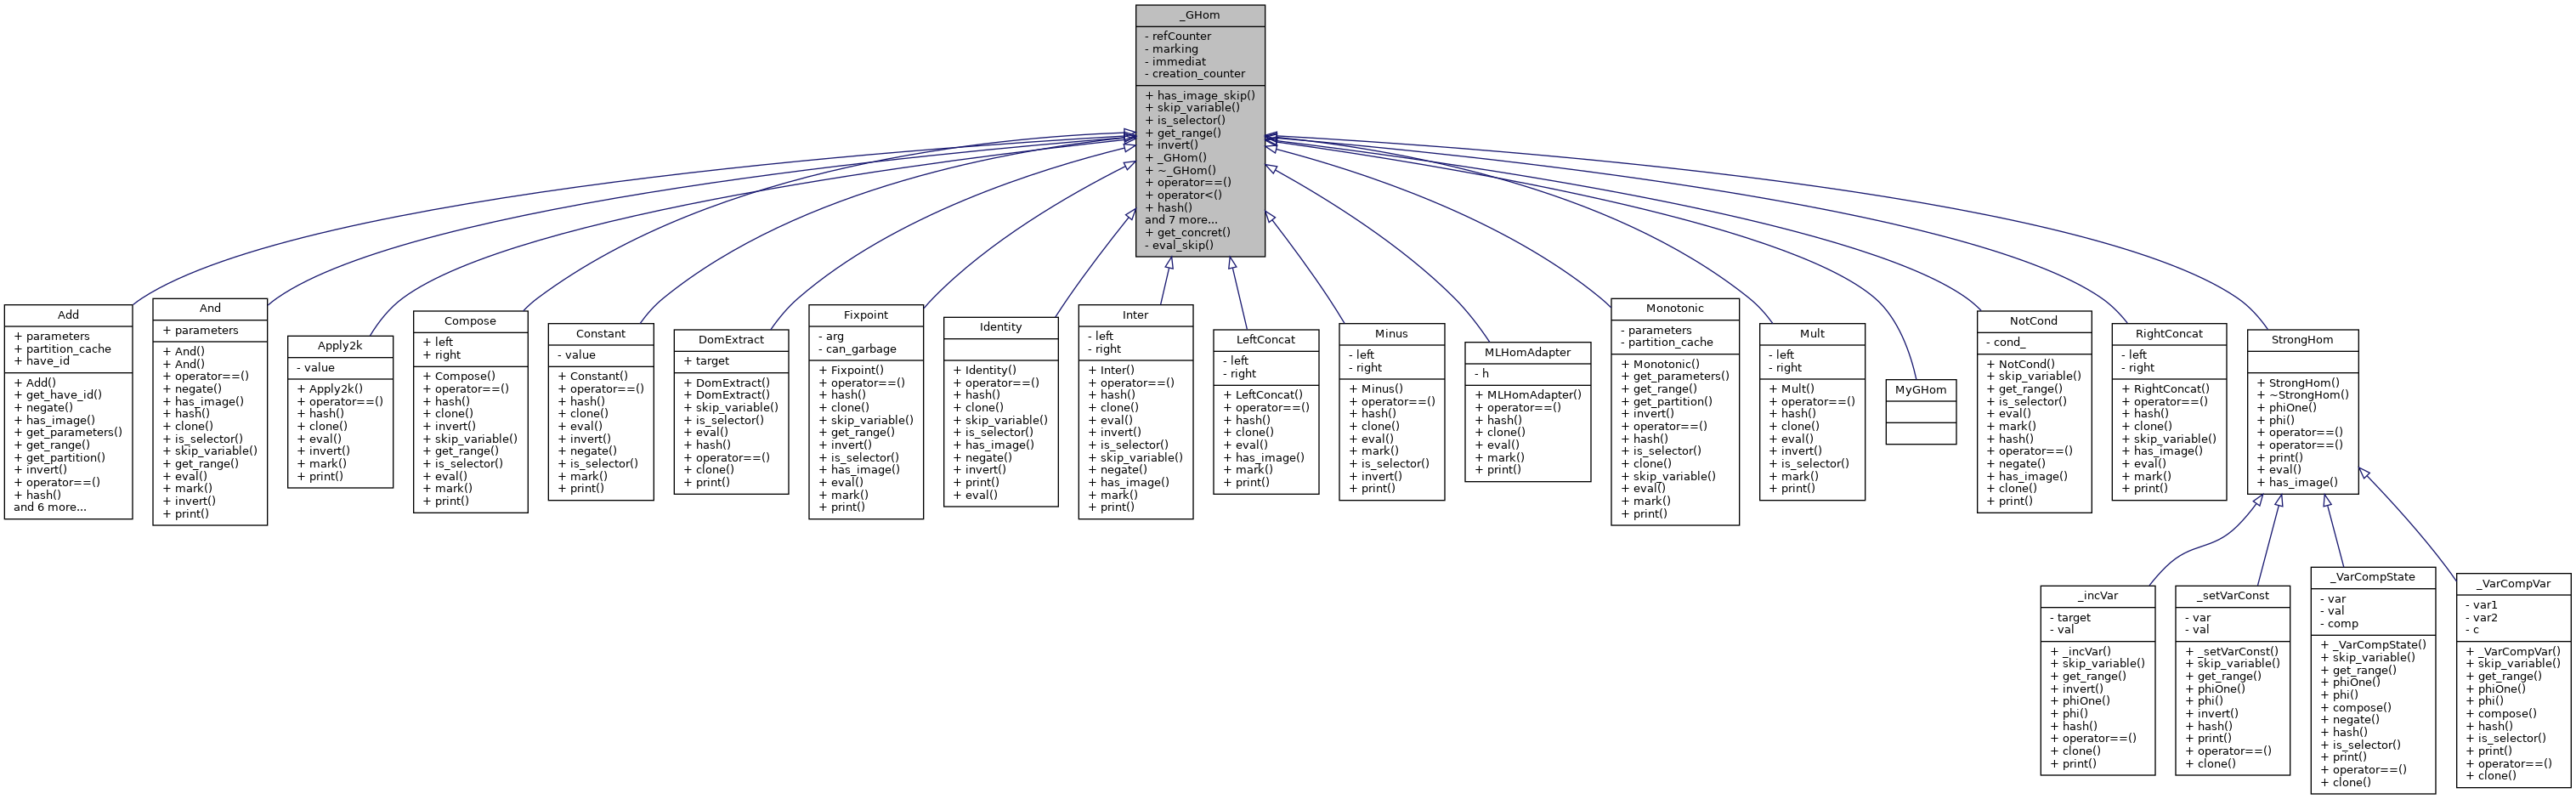 _GHom
- refCounter
- marking
- immediat
- creation_counter
+ has_image_skip()
+ skip_variable()
+ is_selector()
+ get_range()
+ invert()
+ _GHom()
+ ~_GHom()
+ operator==()
+ operator<()
+ hash()
and 7 more...
+ get_concret()
- eval_skip()
Add
+ parameters
+ partition_cache
+ have_id
+ Add()
+ get_have_id()
+ negate()
+ has_image()
+ get_parameters()
+ get_range()
+ get_partition()
+ invert()
+ operator==()
+ hash()
and 6 more...
And
+ parameters
+ And()
+ And()
+ operator==()
+ negate()
+ has_image()
+ hash()
+ clone()
+ is_selector()
+ skip_variable()
+ get_range()
+ eval()
+ mark()
+ invert()
+ print()
Apply2k
- value
+ Apply2k()
+ operator==()
+ hash()
+ clone()
+ eval()
+ invert()
+ mark()
+ print()
Compose
+ left
+ right
+ Compose()
+ operator==()
+ hash()
+ clone()
+ invert()
+ skip_variable()
+ get_range()
+ is_selector()
+ eval()
+ mark()
+ print()
Constant
- value
+ Constant()
+ operator==()
+ hash()
+ clone()
+ eval()
+ invert()
+ negate()
+ is_selector()
+ mark()
+ print()
DomExtract
+ target
+ DomExtract()
+ DomExtract()
+ skip_variable()
+ is_selector()
+ eval()
+ hash()
+ operator==()
+ clone()
+ print()
Fixpoint
- arg
- can_garbage
+ Fixpoint()
+ operator==()
+ hash()
+ clone()
+ skip_variable()
+ get_range()
+ invert()
+ is_selector()
+ has_image()
+ eval()
+ mark()
+ print()
Identity
+ Identity()
+ operator==()
+ hash()
+ clone()
+ skip_variable()
+ is_selector()
+ has_image()
+ negate()
+ invert()
+ print()
+ eval()
Inter
- left
- right
+ Inter()
+ operator==()
+ hash()
+ clone()
+ eval()
+ invert()
+ is_selector()
+ skip_variable()
+ negate()
+ has_image()
+ mark()
+ print()
LeftConcat
- left
- right
+ LeftConcat()
+ operator==()
+ hash()
+ clone()
+ eval()
+ has_image()
+ mark()
+ print()
Minus
- left
- right
+ Minus()
+ operator==()
+ hash()
+ clone()
+ eval()
+ mark()
+ is_selector()
+ invert()
+ print()
MLHomAdapter
- h
+ MLHomAdapter()
+ operator==()
+ hash()
+ clone()
+ eval()
+ mark()
+ print()
Monotonic
- parameters
- partition_cache
+ Monotonic()
+ get_parameters()
+ get_range()
+ get_partition()
+ invert()
+ operator==()
+ hash()
+ is_selector()
+ clone()
+ skip_variable()
+ eval()
+ mark()
+ print()
Mult
- left
- right
+ Mult()
+ operator==()
+ hash()
+ clone()
+ eval()
+ invert()
+ is_selector()
+ mark()
+ print()
MyGHom
NotCond
- cond_
+ NotCond()
+ skip_variable()
+ get_range()
+ is_selector()
+ eval()
+ mark()
+ hash()
+ operator==()
+ negate()
+ has_image()
+ clone()
+ print()
RightConcat
- left
- right
+ RightConcat()
+ operator==()
+ hash()
+ clone()
+ skip_variable()
+ has_image()
+ eval()
+ mark()
+ print()
StrongHom
+ StrongHom()
+ ~StrongHom()
+ phiOne()
+ phi()
+ operator==()
+ operator==()
+ print()
+ eval()
+ has_image()
_incVar
- target
- val
+ _incVar()
+ skip_variable()
+ get_range()
+ invert()
+ phiOne()
+ phi()
+ hash()
+ operator==()
+ clone()
+ print()
_setVarConst
- var
- val
+ _setVarConst()
+ skip_variable()
+ get_range()
+ phiOne()
+ phi()
+ invert()
+ hash()
+ print()
+ operator==()
+ clone()
_VarCompState
- var
- val
- comp
+ _VarCompState()
+ skip_variable()
+ get_range()
+ phiOne()
+ phi()
+ compose()
+ negate()
+ hash()
+ is_selector()
+ print()
+ operator==()
+ clone()
_VarCompVar
- var1
- var2
- c
+ _VarCompVar()
+ skip_variable()
+ get_range()
+ phiOne()
+ phi()
+ compose()
+ hash()
+ is_selector()
+ print()
+ operator==()
+ clone()